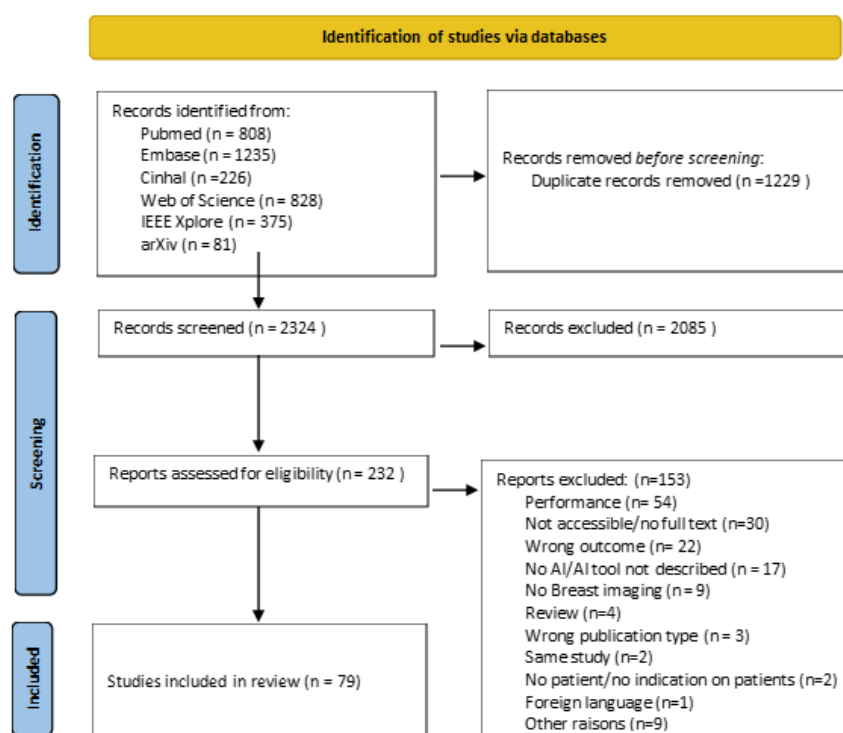 Identification of studies via databases
Identification
Records identified from:
Pubmed (n = 808)
Embase (n = 1235)
Cinhal (n =226)
Web of Science (n = 828)
IEEE Xplore (n = 375)
arXiv (n = 81)
Records removed before screening:
Duplicate records removed (n =1229 )
Screening
Records screened (n = 2324 )
Records excluded (n = 2085)
Reports assessed for eligibility (n = 232 )
Reports excluded: (n=153)
Performance (n= 54)
Not accessible/no full text (n=30)
Wrong outcome (n= 22)
No AI/AI tool not described (n = 17)
No Breast imaging (n= 9)
Review (n=4)
Wrong publication type (n = 3)
Same study (n=2)
No patient/no indication on patients (n=2)
Foreign language (n=1)
Other raisons (n=9)
Included
Studies included in review (n = 79)